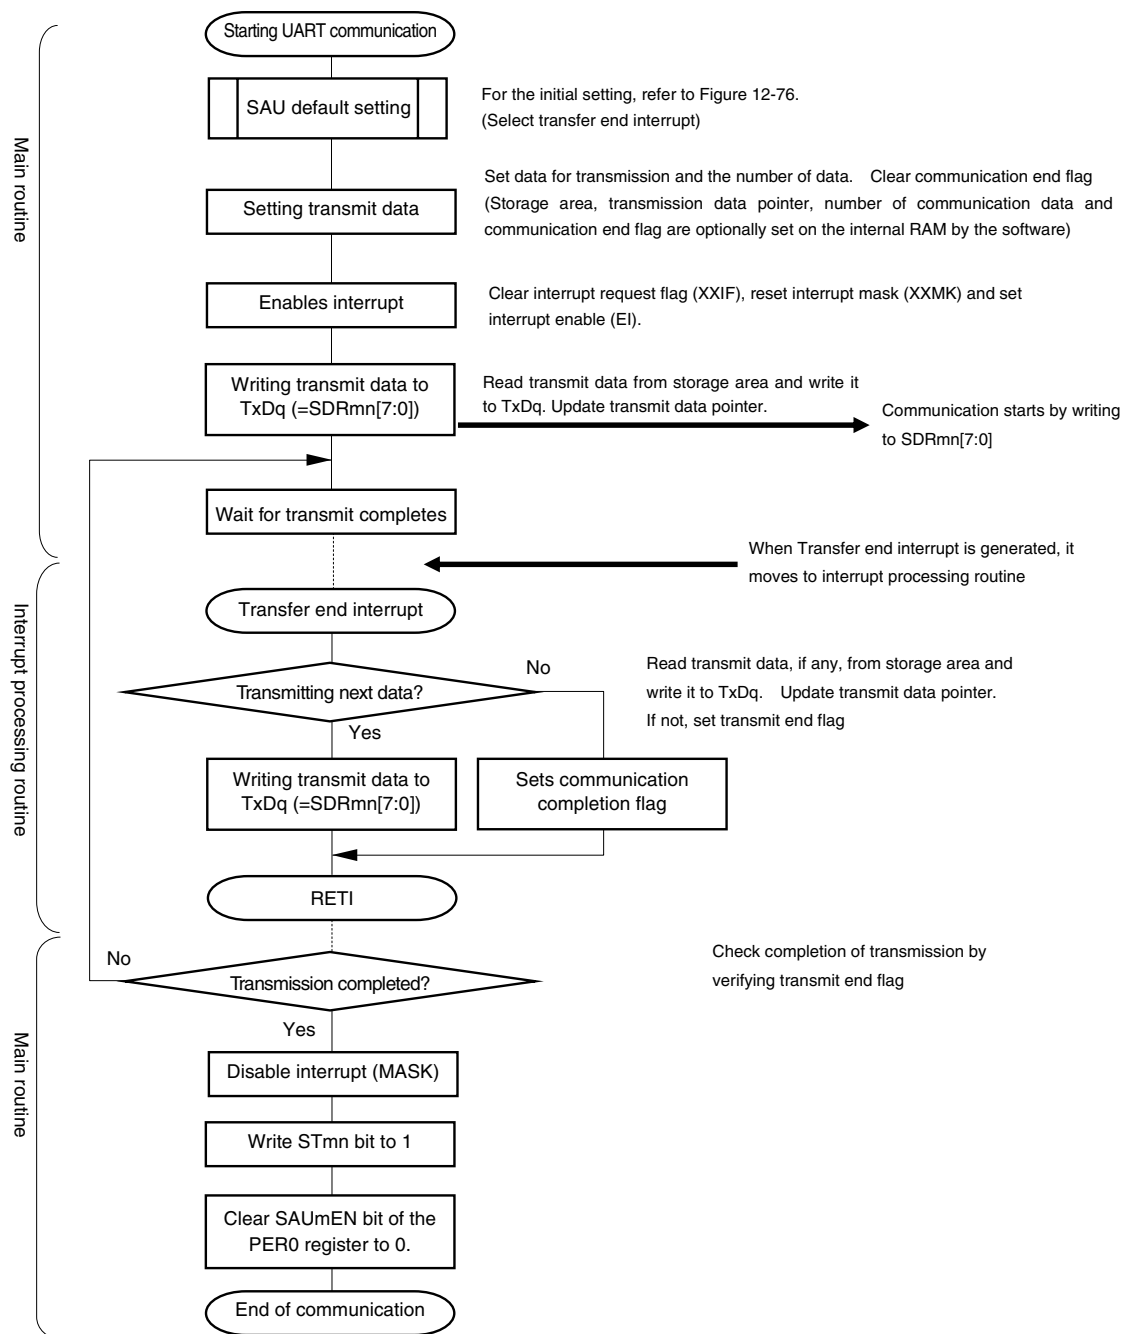 Starting UART communication
SAU default setting
For the initial setting, refer to Figure 12-76.
(Select transfer end interrupt)
Main routine
Setting transmit data
Set data for transmission and the number of data. Clear communication end flag
(Storage area, transmission data pointer, number of communication data and
communication end flag are optionally set on the internal RAM by the software)
Enables interrupt
Clear interrupt request flag (XXIF), reset interrupt mask (XXMK) and set
interrupt enable (EI).
Writing transmit data to
TxDq (=SDRmn[7:0])
Read transmit data from storage area and write it
to TxDq. Update transmit data pointer.
Communication starts by writing
to SDRmn[7:0]
Wait for transmit completes
When Transfer end interrupt is generated, it
moves to interrupt processing routine
Interrupt processing routine
Transfer end interrupt
Transmitting next data?
No
Yes
Read transmit data, if any, from storage area and
write it to TxDq. Update transmit data pointer.
If not, set transmit end flag
Writing transmit data to
TxDq (=SDRmn[7:0])
Sets communication
completion flag
RETI
Main routine
No
Transmission completed?
Yes
Check completion of transmission by
verifying transmit end flag
Disable interrupt (MASK)
Write STmn bit to 1
Clear SAUmEN bit of the
PER0 register to 0.
End of communication